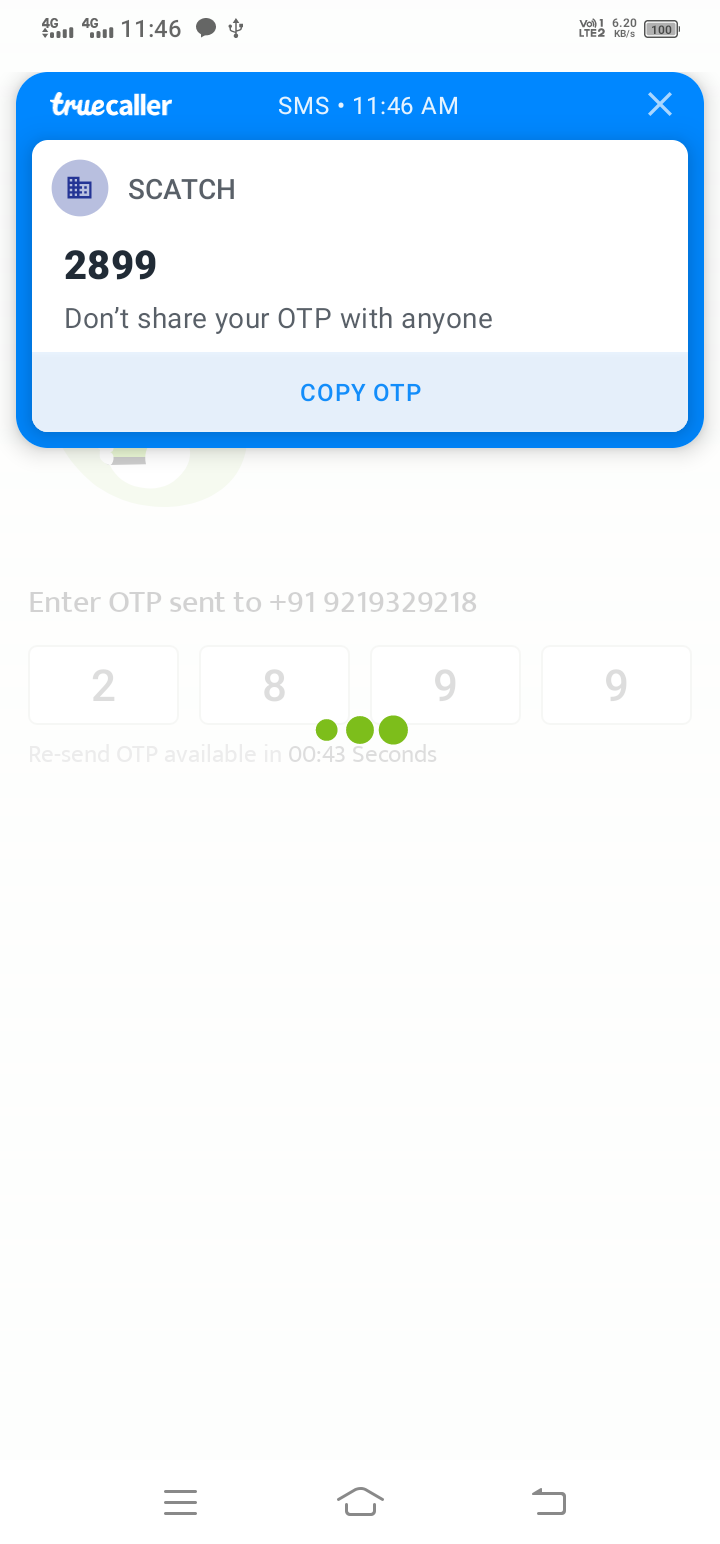 4G 4G 11:46 Vo)) 1 LTE2 6.20 KB/s 100
truecaller SMS • 11:46 AM
SCATCH
2899
Don't share your OTP with anyone
COPY OTP
Enter OTP sent to +91 9219329218
2 8 9 9
Re-send OTP available in 00:43 Seconds